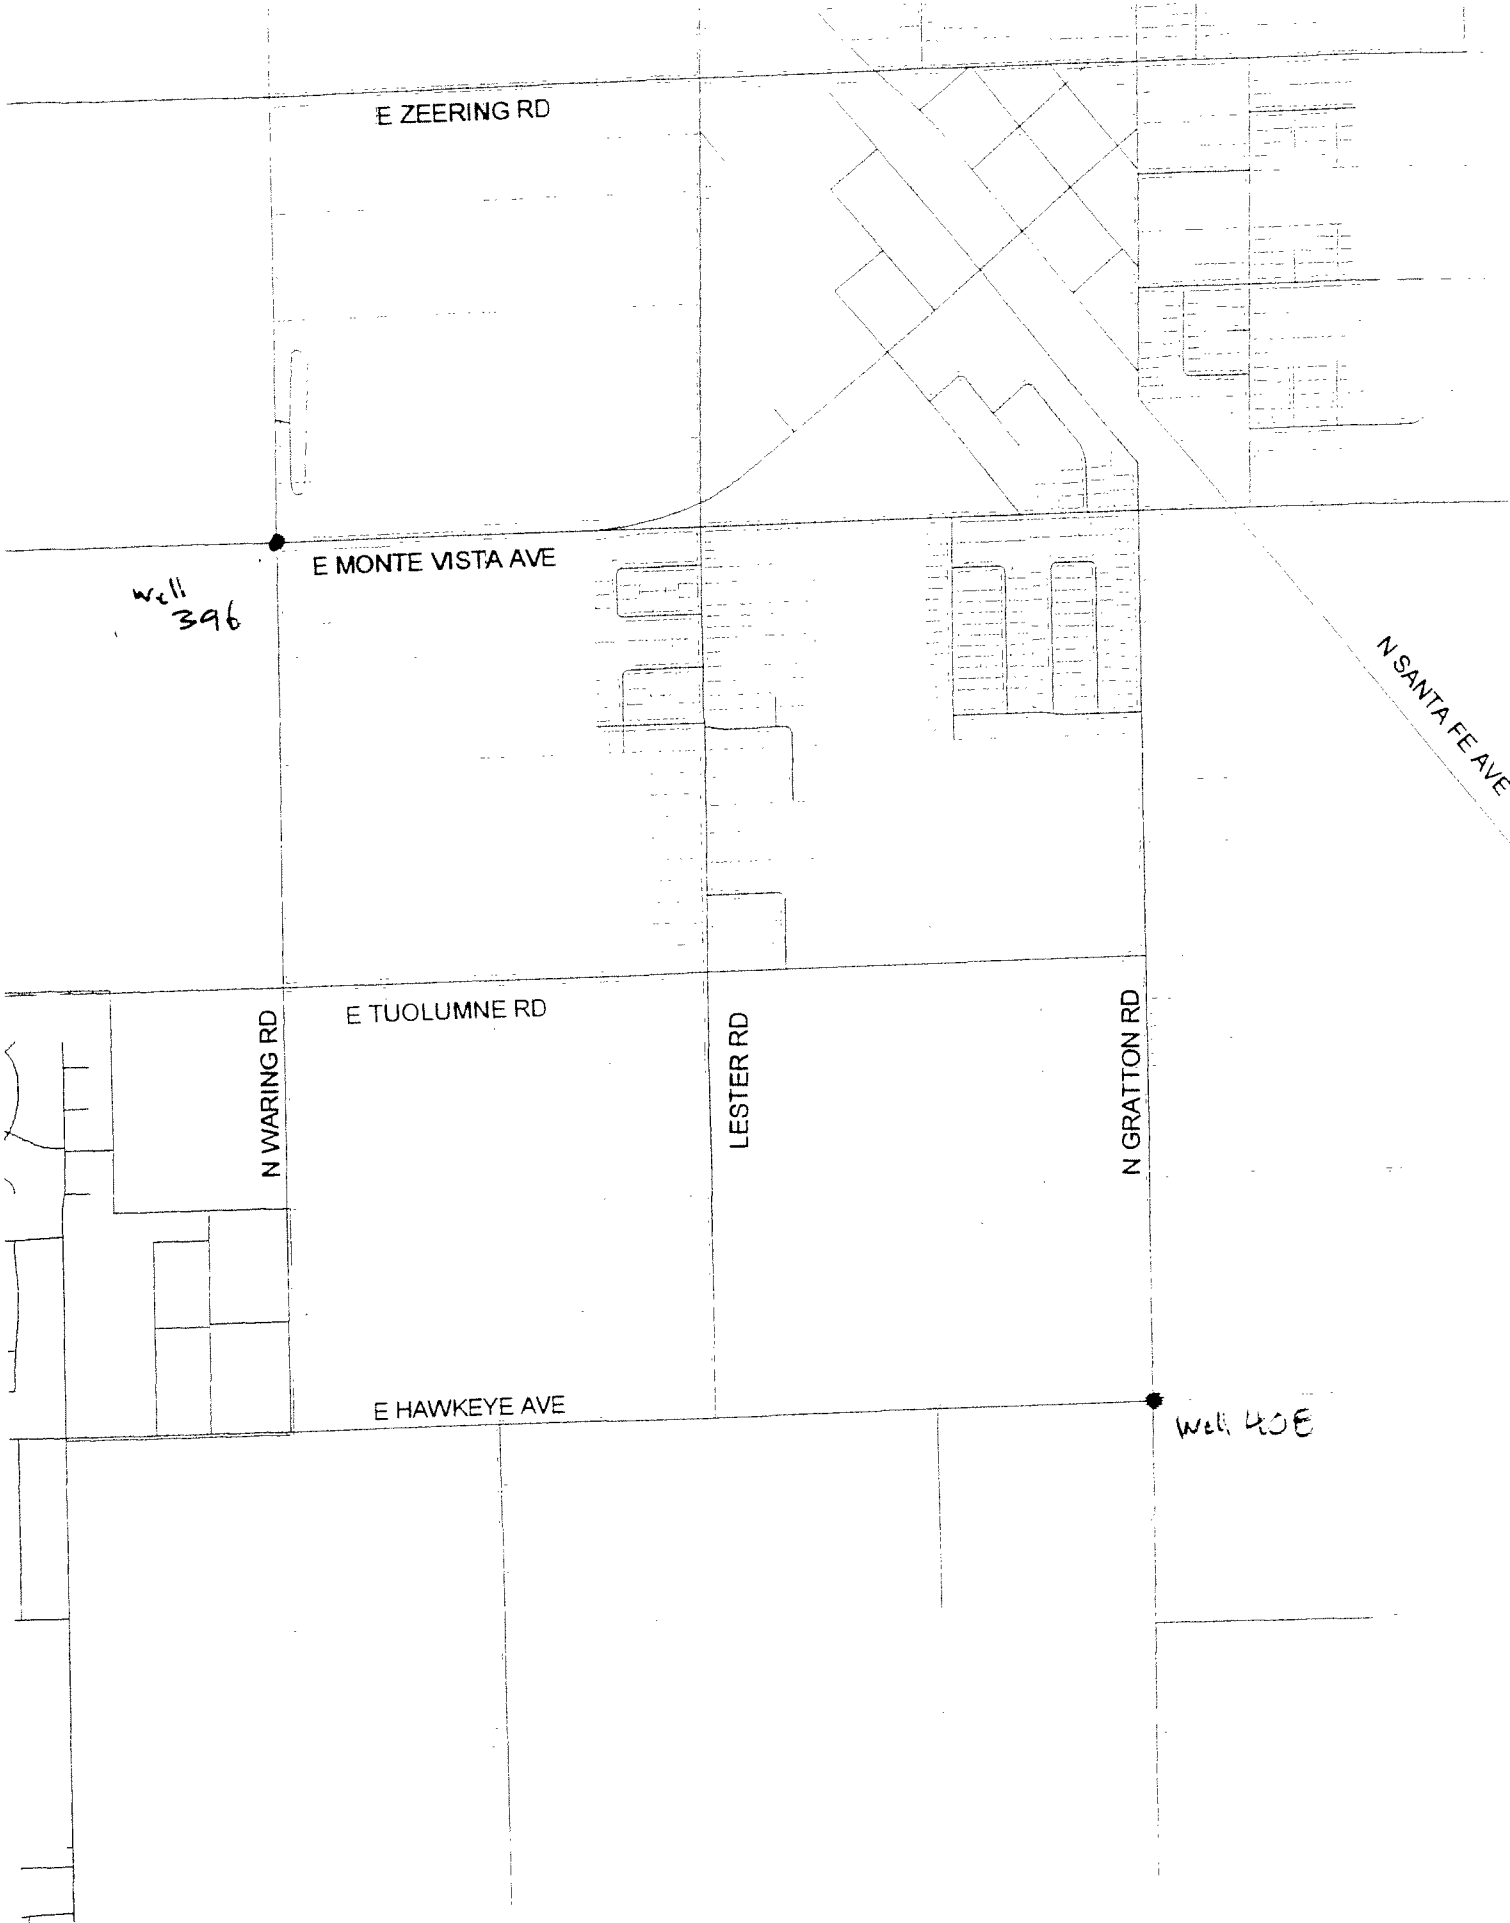 E ZEERING RD
E MONTE VISTA AVE
Well
396
N SANTA FE AVE
E TUOLUMNE RD
N WARING RD
LESTER RD
N GRATTON RD
E HAWKEYE AVE
Well 40E